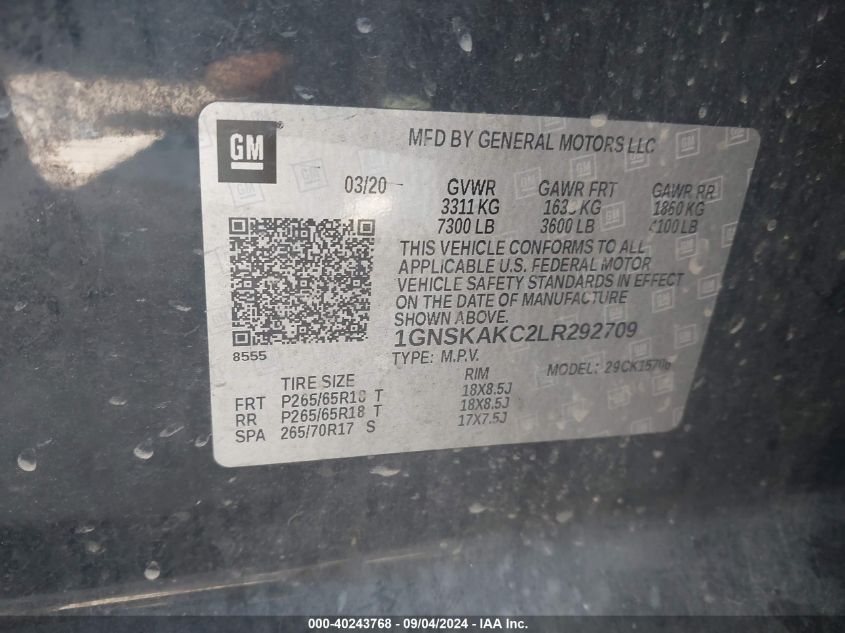 GM
MFD BY GENERAL MOTORS LLC
03/20 GVWR GAWR FRT GAWR RR
3311 KG KG 1860 KG
7300 LB 3600 LB LB
THIS VEHICLE CONFORMS TO ALL
APPLICABLE U.S. FEDERAL MOTOR
VEHICLE SAFETY STANDARDS IN EFFECT
ON THE DATE OF MANUFACTURE
SHOWN ABOVE.
1GNSKAKC2LR292709
8555
TYPE: M.P.V. MODEL:
TIRE SIZE RIM
FRT T 18X8.5J
RR P265/65R18 T 18X8.5J
SPA 265/70R17 S 17X7.5J
000-40243768 - 09/04/2024 - IAA Inc.